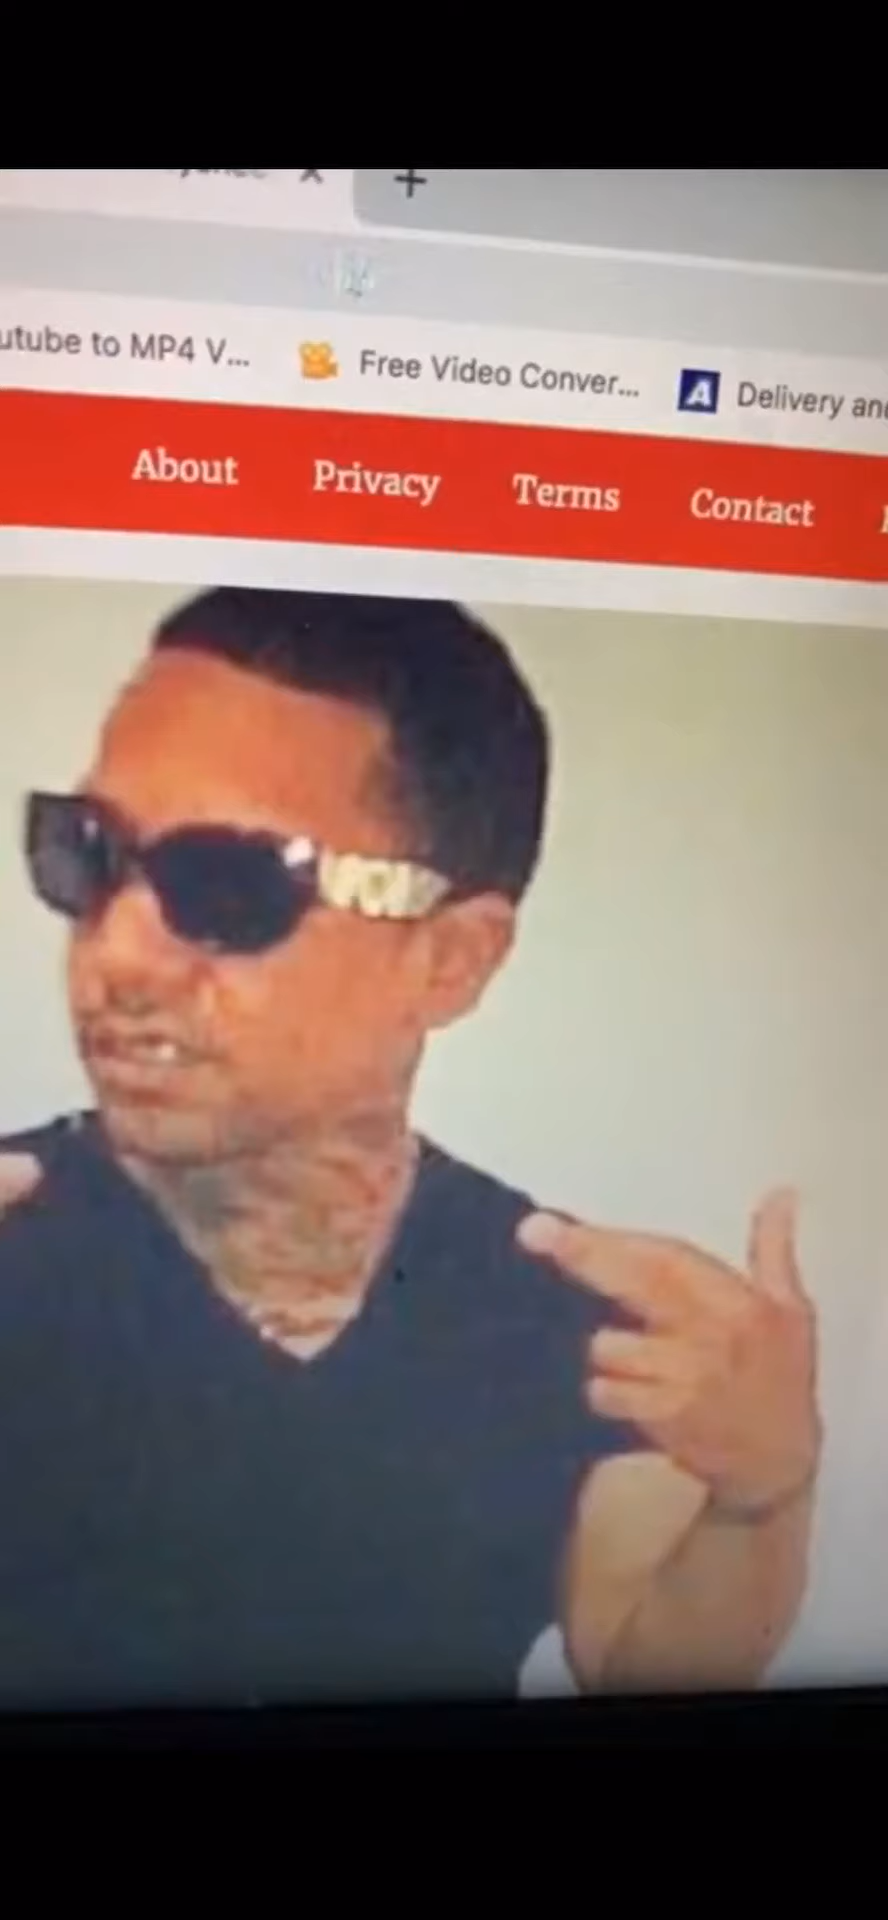 utube to MP4 V...
Free Video Conver...
Delivery an
About
Privacy
Terms
Contact